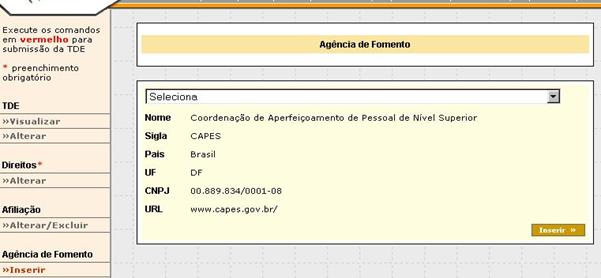 Execute os comandos
em vermelho para
submissão da TDE
* preenchimento
obrigatório
TDE
»Visualizar
»Alterar
Direitos*
»Alterar
Afiliação
»Alterar/Excluir
Agência de Fomento
»Inserir
Agência de Fomento
Seleciona
Nome Coordenação de Aperfeiçoamento de Pessoal de Nível Superior
Sigla CAPES
País Brasil
UF DF
CNPJ 00.889.834/0001-08
URL www.capes.gov.br/
Inserir »